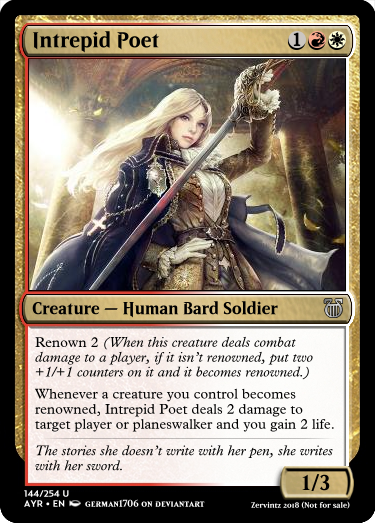 Intrepid Poet 1
Creature — Human Bard Soldier
Renown 2 (When this creature deals combat
damage to a player, if it isn't renowned, put two
+1/+1 counters on it and it becomes renowned.)
Whenever a creature you control becomes
renowned, Intrepid Poet deals 2 damage to
target player or planeswalker and you gain 2 life.
The stories she doesn't write with her pen, she writes
with her sword.
1/3
144/254 U
AYR • EN GERMAN1706 ON DEVIANTART
Zervintz 2018 (Not for sale)